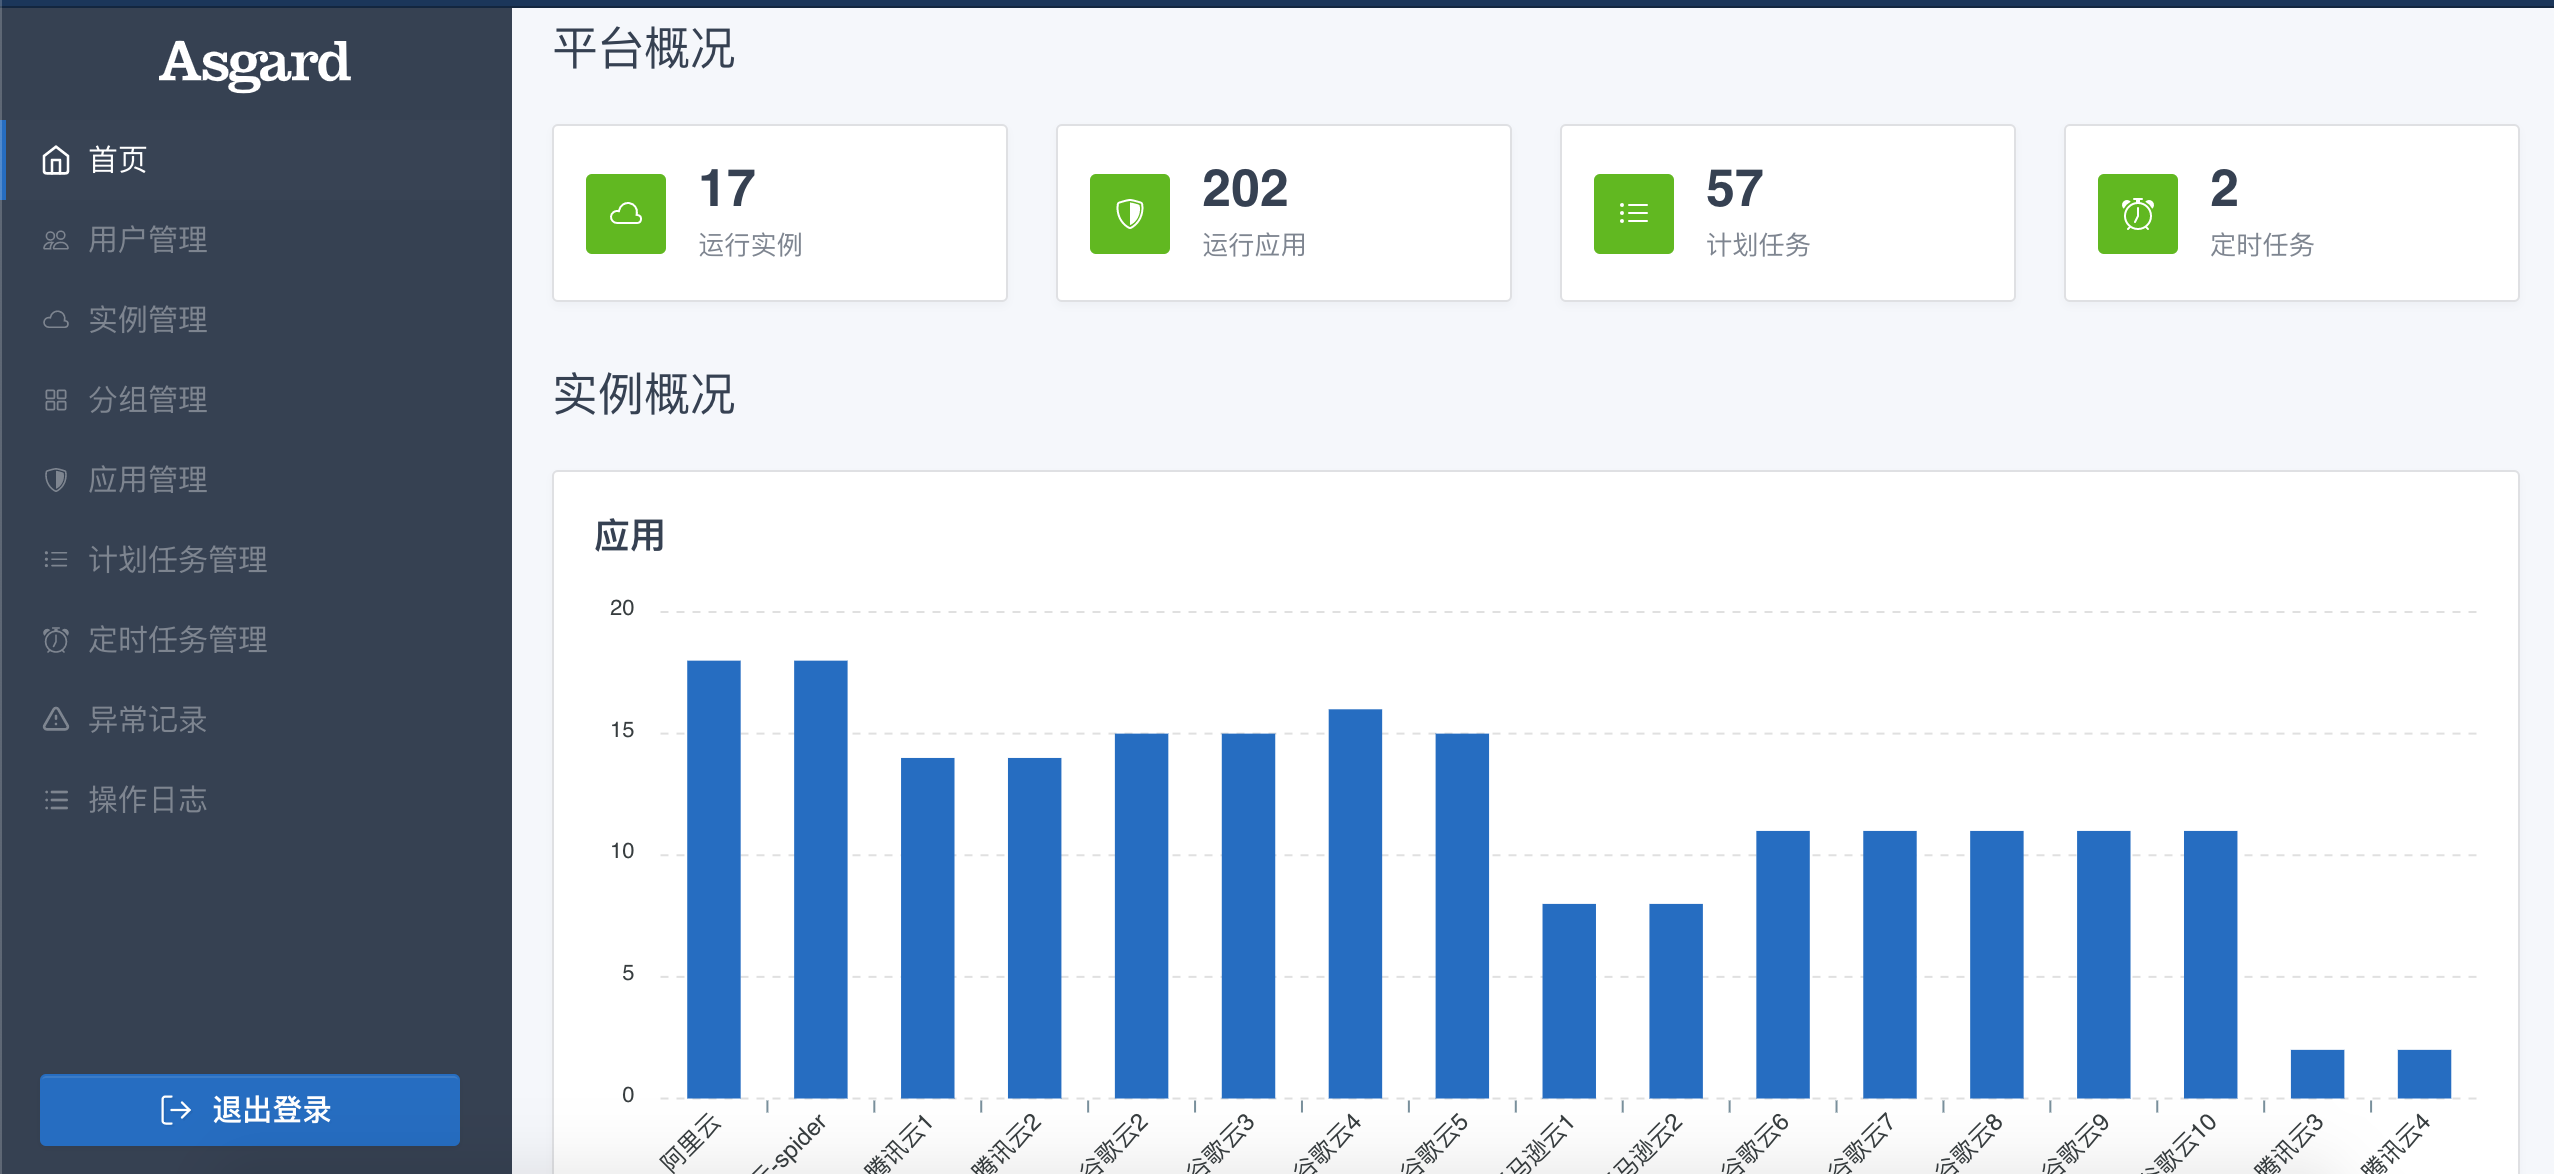 Asgard
首页
用户管理
实例管理
分组管理
应用管理
计划任务管理
定时任务管理
异常记录
操作日志
退出登录
平台概况
17
运行实例
202
运行应用
57
计划任务
2
定时任务
实例概况
应用
20
15
10
5
0
阿里云
-spider
腾讯云1
腾讯云2
谷歌云2
谷歌云3
谷歌云4
谷歌云5
马逊云1
马逊云2
谷歌云6
谷歌云7
谷歌云8
谷歌云9
歌云10
腾讯云3
腾讯云4